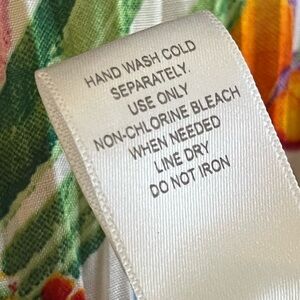 HAND WASH COLD
SEPARATELY.
USE ONLY
NON-CHLORINE BLEACH
WHEN NEEDED
LINE DRY
DO NOT IRON